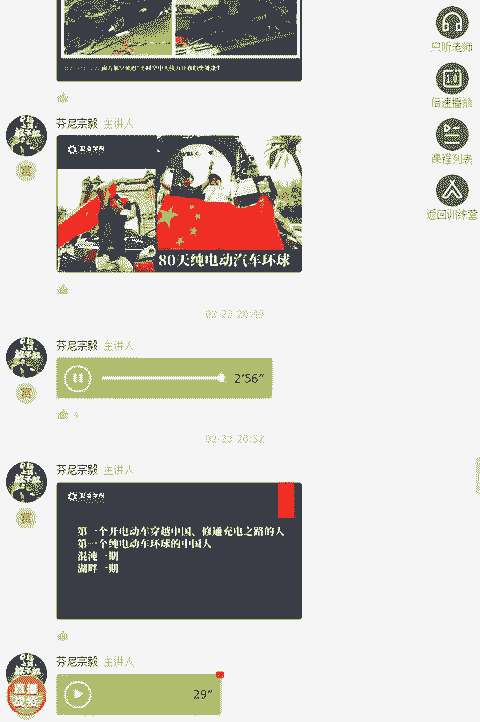 只听老师
倍速播放
课程列表
返回训练营
芬尼宗毅 主讲人
赏
80天纯电动汽车环球
02-23 20:49
芬尼宗毅 主讲人
2'56"
赏
4
02-23 20:52
芬尼宗毅 主讲人
赏
第一个开电动车穿越中国、修通充电之路的人
第一个纯电动车环球的中国人
混沌一期
湖畔一期
芬尼宗毅 主讲人
29"